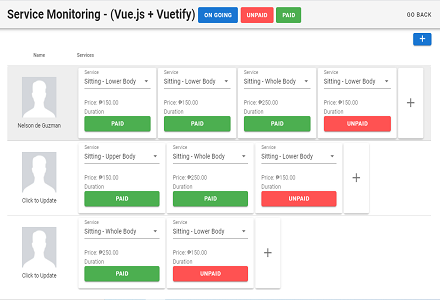 Service Monitoring - (Vue.js + Vuetify) ON GOING UNPAID PAID GO BACK
+
Name Services
Service Service Service Service
Sitting - Lower Body Sitting - Lower Body Sitting - Whole Body Sitting - Lower Body
Price: ₱150.00 Price: ₱150.00 Price: ₱250.00 Price: ₱150.00
Duration Duration Duration Duration
PAID PAID PAID UNPAID
+
Nelson de Guzman
Service Service Service
Sitting - Upper Body Sitting - Whole Body Sitting - Lower Body
Price: ₱150.00 Price: ₱250.00 Price: ₱150.00
Duration Duration Duration
PAID PAID UNPAID
+
Click to Update
Service Service
Sitting - Whole Body Sitting - Lower Body
Price: ₱250.00 Price: ₱150.00
Duration Duration
PAID UNPAID
+
Click to Update